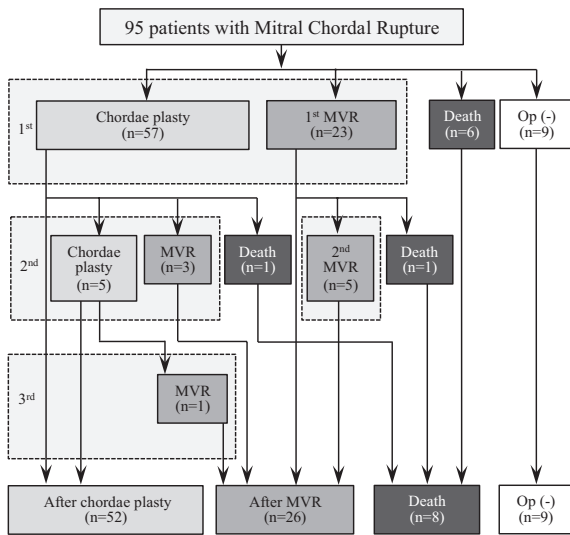 95 patients with Mitral Chordal Rupture
1st
Chordae plasty
(n=57)
1st MVR
(n=23)
Death
(n=6)
Op (-)
(n=9)
2nd
Chordae
plasty
(n=5)
MVR
(n=3)
Death
(n=1)
2nd
MVR
(n=5)
Death
(n=1)
3rd
MVR
(n=1)
After chordae plasty
(n=52)
After MVR
(n=26)
Death
(n=8)
Op (-)
(n=9)